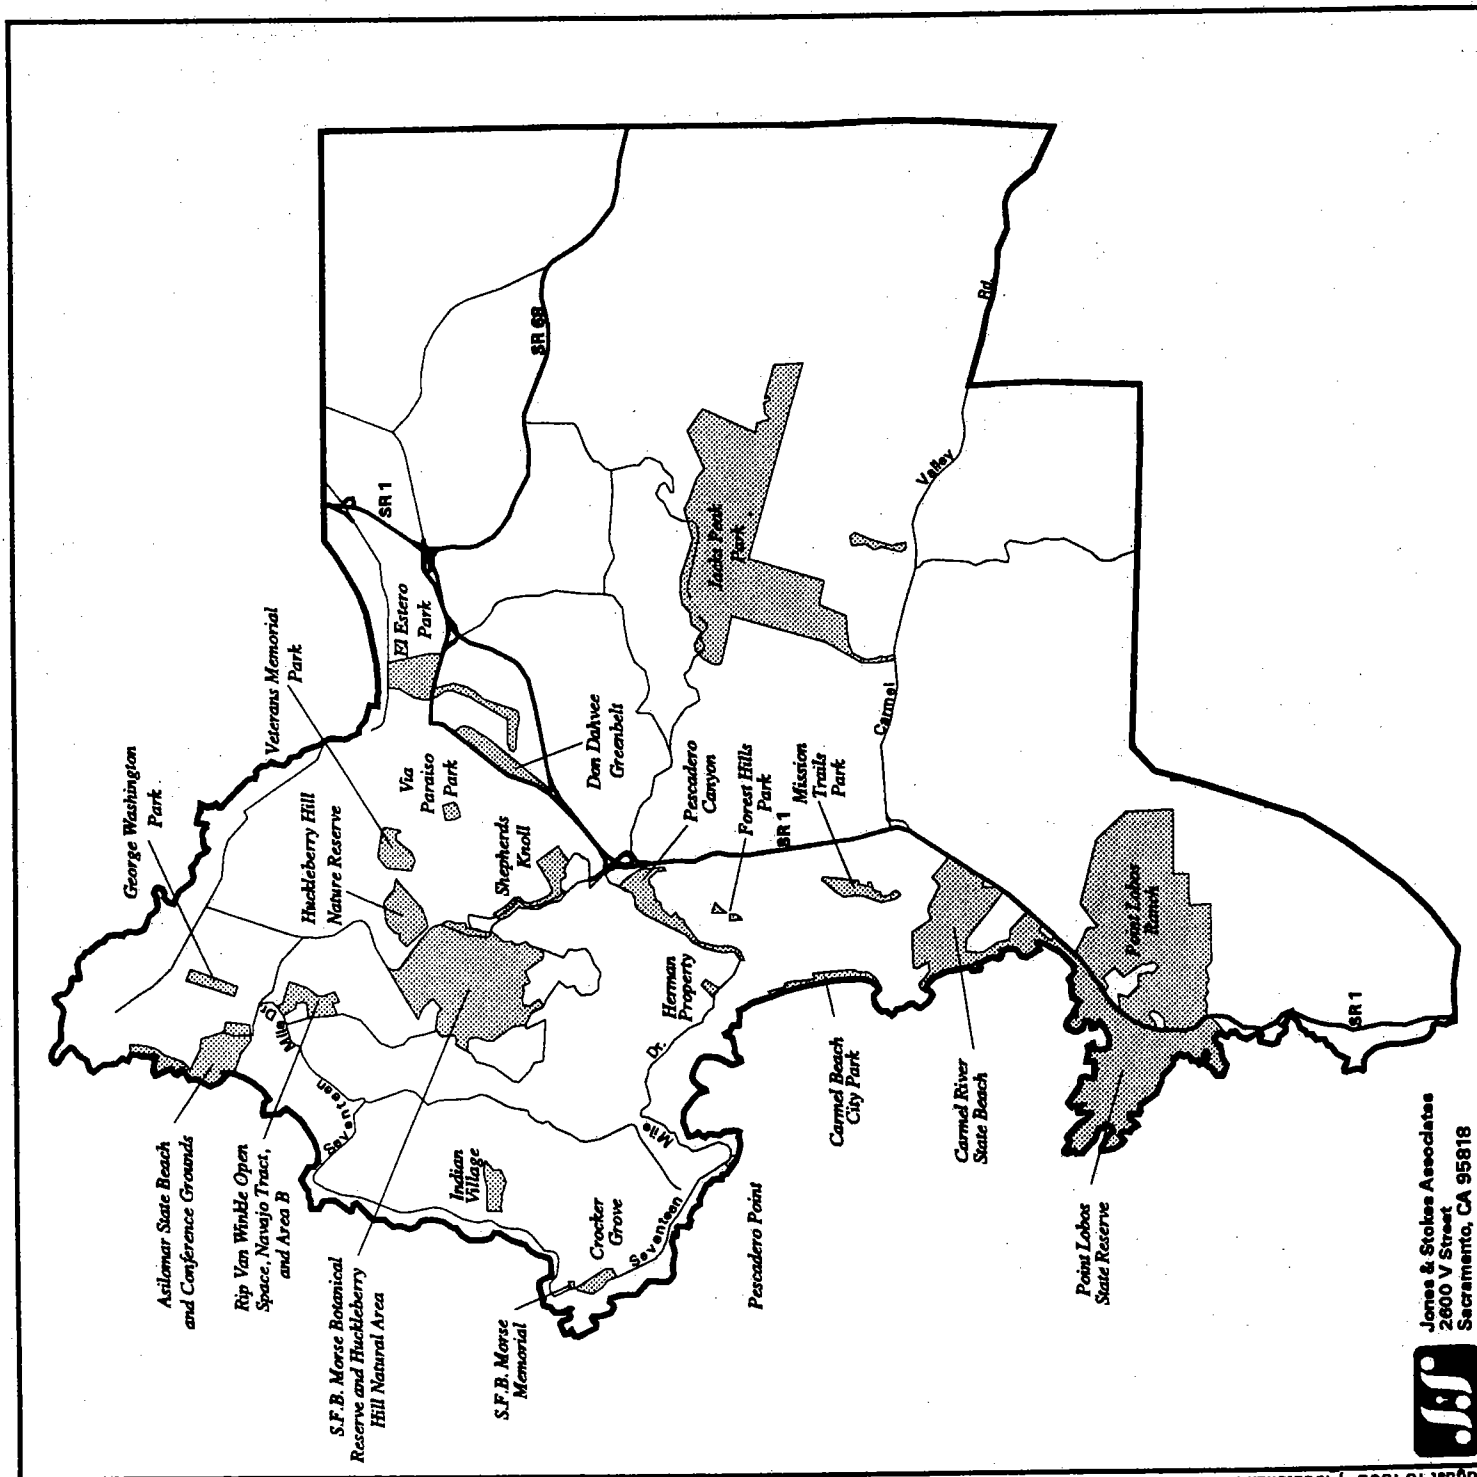 George Washington
Park
Veterans Memorial
Park
Huckleberry Hill
Nature Reserve
Via
Paraiso
Park
El Estero
Park
SR 1
SR 68
Shepherds
Knoll
Don Dahvee
Greenbelt
Pescadero
Canyon
Forest Hills
Park
Mission
Trails
Park
Jacks Peak
Park
SR 1
Carmel
Valley
Rd.
Asilomar State Beach
and Conference Grounds
Rip Van Winkle Open
Space, Navajo Tract,
and Area B
S.F.B. Morse Botanical
Reserve and Huckleberry
Hill Natural Area
S.F.B. Morse
Memorial
Seventeen
Mile
Dr
Indian
Village
Crocker
Grove
Seventeen
Mile
Dr.
Herman
Property
Pescadero Point
Carmel Beach
City Park
Carmel River
State Beach
Point Lobos
Ranch
Point Lobos
State Reserve
SR 1
Jones & Stokes Associates
2600 V Street
Sacramento, CA 95818